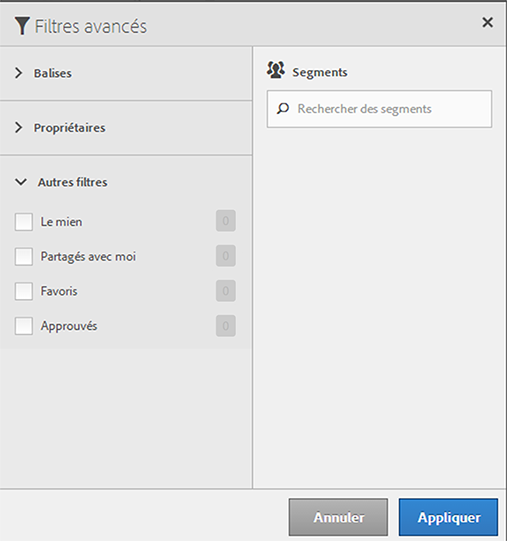 Filtres avancés
Balises
Propriétaires
Autres filtres
Le mien 0
Partagés avec moi 0
Favoris 0
Approuvés 0
Segments
Rechercher des segments
Annuler Appliquer